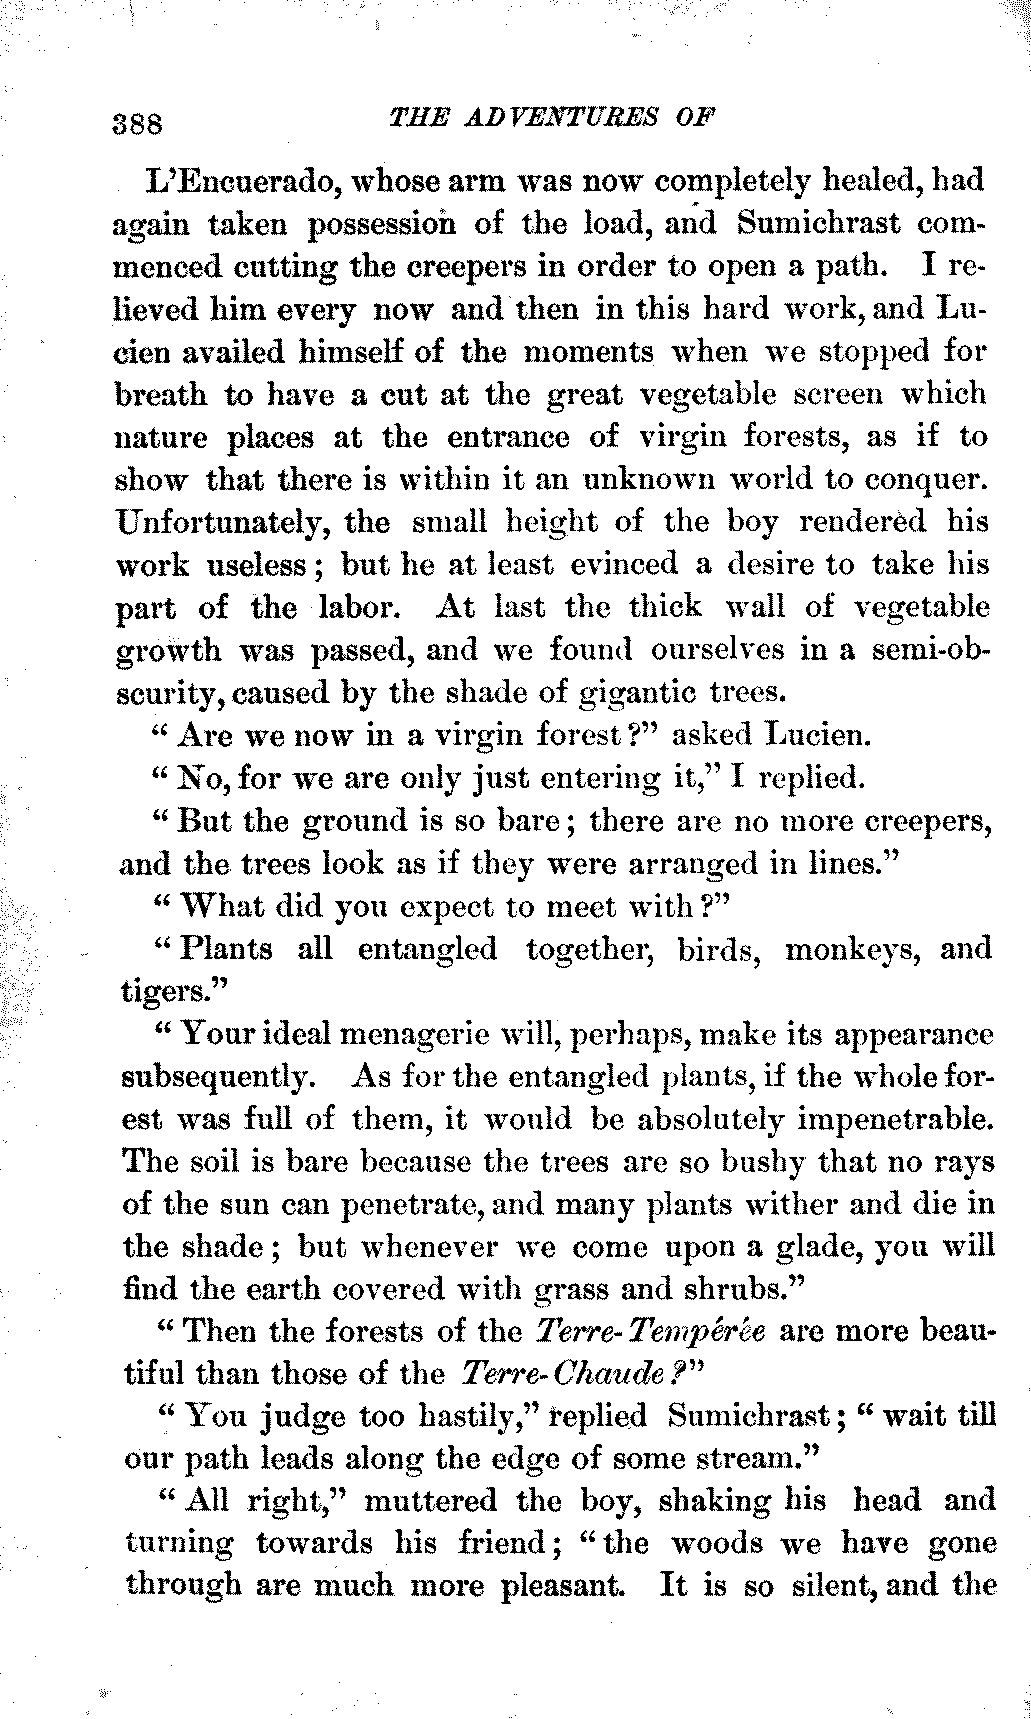 388 THE ADVENTURES OF
L'Encuerado, whose arm was now completely healed, had
again taken possession of the load, and Sumichrast com-
menced cutting the creepers in order to open a path. I re-
lieved him every now and then in this hard work, and Lu-
cien availed himself of the moments when we stopped for
breath to have a cut at the great vegetable screen which
nature places at the entrance of virgin forests, as if to
show that there is within it an unknown world to conquer.
Unfortunately, the small height of the boy rendered his
work useless; but he at least evinced a desire to take his
part of the labor. At last the thick wall of vegetable
growth was passed, and we found ourselves in a semi-ob-
scurity, caused by the shade of gigantic trees.
"Are we now in a virgin forest?" asked Lucien.
"No, for we are only just entering it," I replied.
"But the ground is so bare; there are no more creepers,
and the trees look as if they were arranged in lines."
"What did you expect to meet with?"
"Plants all entangled together, birds, monkeys, and
tigers."
"Your ideal menagerie will, perhaps, make its appearance
subsequently. As for the entangled plants, if the whole for-
est was full of them, it would be absolutely impenetrable.
The soil is bare because the trees are so bushy that no rays
of the sun can penetrate, and many plants wither and die in
the shade; but whenever we come upon a glade, you will
find the earth covered with grass and shrubs."
"Then the forests of the Terre-Tempérée are more beau-
tiful than those of the Terre-Chaude?"
"You judge too hastily," replied Sumichrast; "wait till
our path leads along the edge of some stream."
"All right," muttered the boy, shaking his head and
turning towards his friend; "the woods we have gone
through are much more pleasant. It is so silent, and the